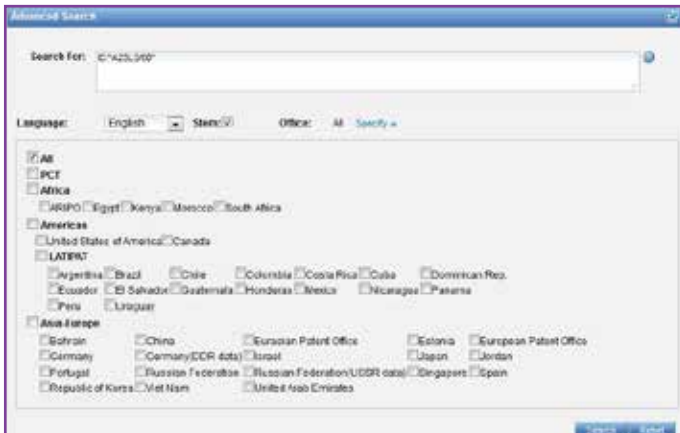 Advanced Search
Search For:
Language: English Stem: Office: All Specify
All
PCT
Africa
ARIPO Egypt Kenya Morocco South Africa
Americas
United States of America Canada
LATIPAT
Argentina Brazil Chile Colombia Costa Rica Cuba Dominican Rep.
Ecuador El Salvador Guatemala Honduras Mexico Nicaragua Panama
Peru Uruguay
Asia-Europe
Bahrain China Eurasian Patent Office Estonia European Patent Office
Germany Germany(DDR data) Israel Japan Jordan
Portugal Russian Federation Russian Federation(USSR data) Singapore Spain
Republic of Korea Viet Nam United Arab Emirates
Search Reset